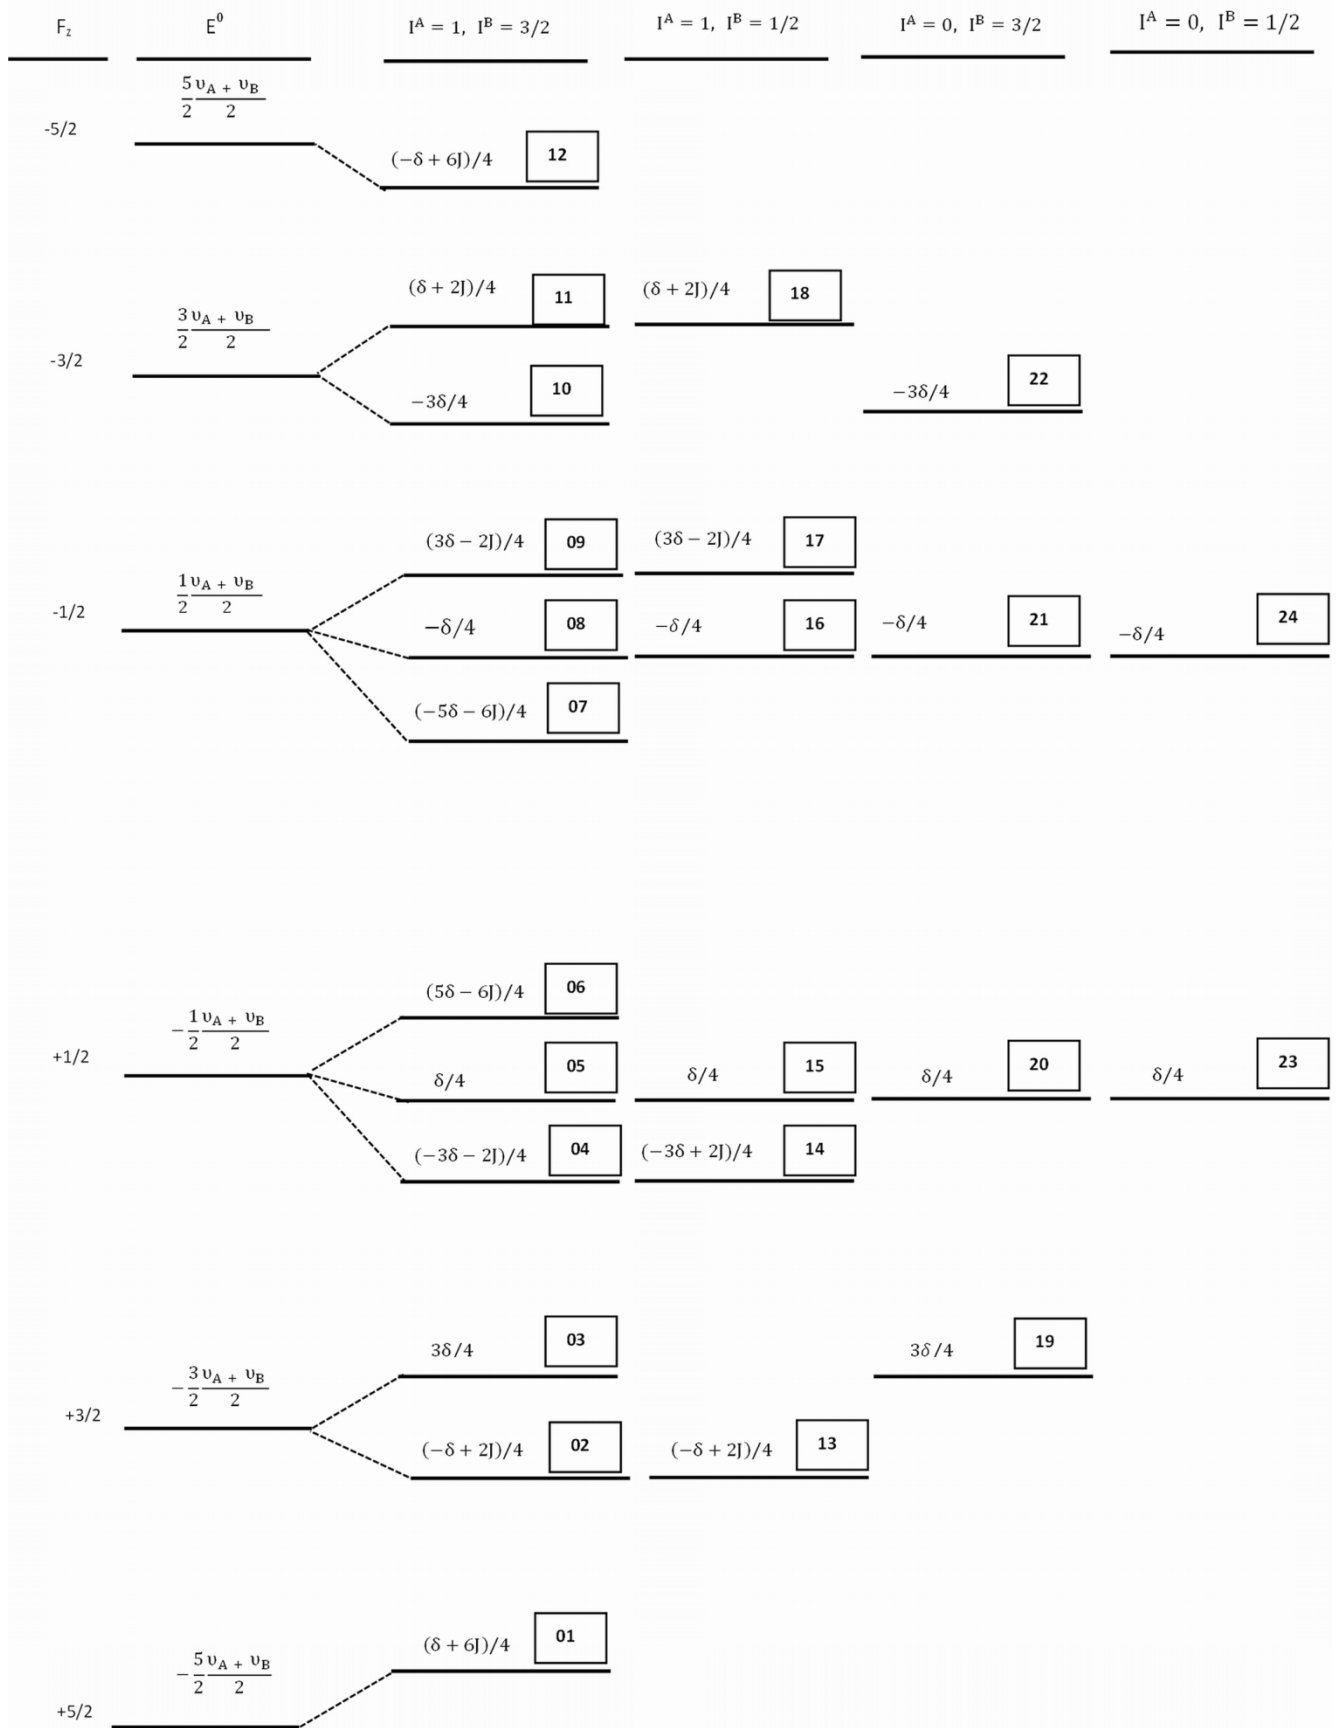 F_z E^0 I^A = 1, I^B = 3/2 I^A = 1, I^B = 1/2 I^A = 0, I^B = 3/2 I^A = 0, I^B = 1/2
-5/2 5/2 (υ_A + υ_B)/2 (−δ + 6J)/4 12
(δ + 2J)/4 11 (δ + 2J)/4 18
-3/2 3/2 (υ_A + υ_B)/2
−3δ/4 10 −3δ/4 22
(3δ − 2J)/4 09 (3δ − 2J)/4 17
-1/2 1/2 (υ_A + υ_B)/2 −δ/4 08 −δ/4 16 −δ/4 21 −δ/4 24
(−5δ − 6J)/4 07
(5δ − 6J)/4 06
+1/2 −1/2 (υ_A + υ_B)/2 δ/4 05 δ/4 15 δ/4 20 δ/4 23
(−3δ − 2J)/4 04 (−3δ + 2J)/4 14
3δ/4 03 3δ/4 19
+3/2 −3/2 (υ_A + υ_B)/2
(−δ + 2J)/4 02 (−δ + 2J)/4 13
(δ + 6J)/4 01
+5/2 −5/2 (υ_A + υ_B)/2